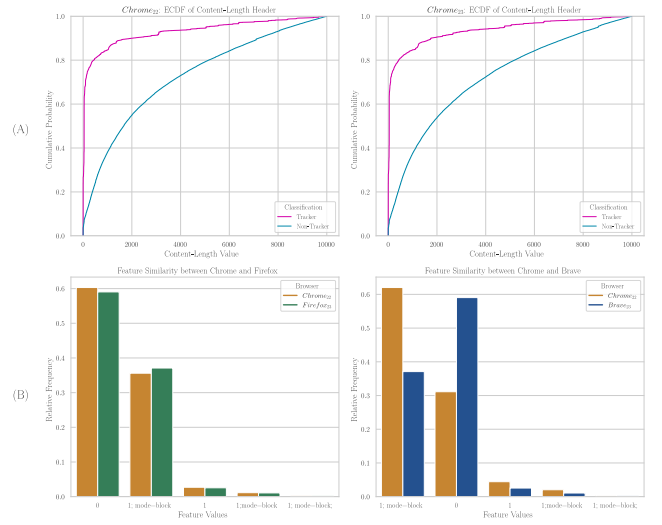 Chrome₂₂: ECDF of Content-Length Header
1.0
0.8
0.6
0.4
0.2
0.0
Cumulative Probability
0 2000 4000 6000 8000 10000
Content-Length Value
Classification
Tracker
Non-Tracker
Chrome₂₂: ECDF of Content-Length Header
1.0
0.8
0.6
0.4
0.2
0.0
Cumulative Probability
0 2000 4000 6000 8000 10000
Content-Length Value
Classification
Tracker
Non-Tracker
(A)
Feature Similarity between Chrome and Firefox
0.6
0.5
0.4
0.3
0.2
0.1
0.0
Relative Frequency
Browser
Chrome₂₂
0 1; mode=block 1 1; mode=block; 1; mode=block;
Feature Values
Feature Similarity between Chrome and Brave
0.6
0.5
0.4
0.3
0.2
0.1
0.0
Relative Frequency
Browser
1; mode=block 0 1 1; mode=block; 1; mode=block;
Feature Values
(B)